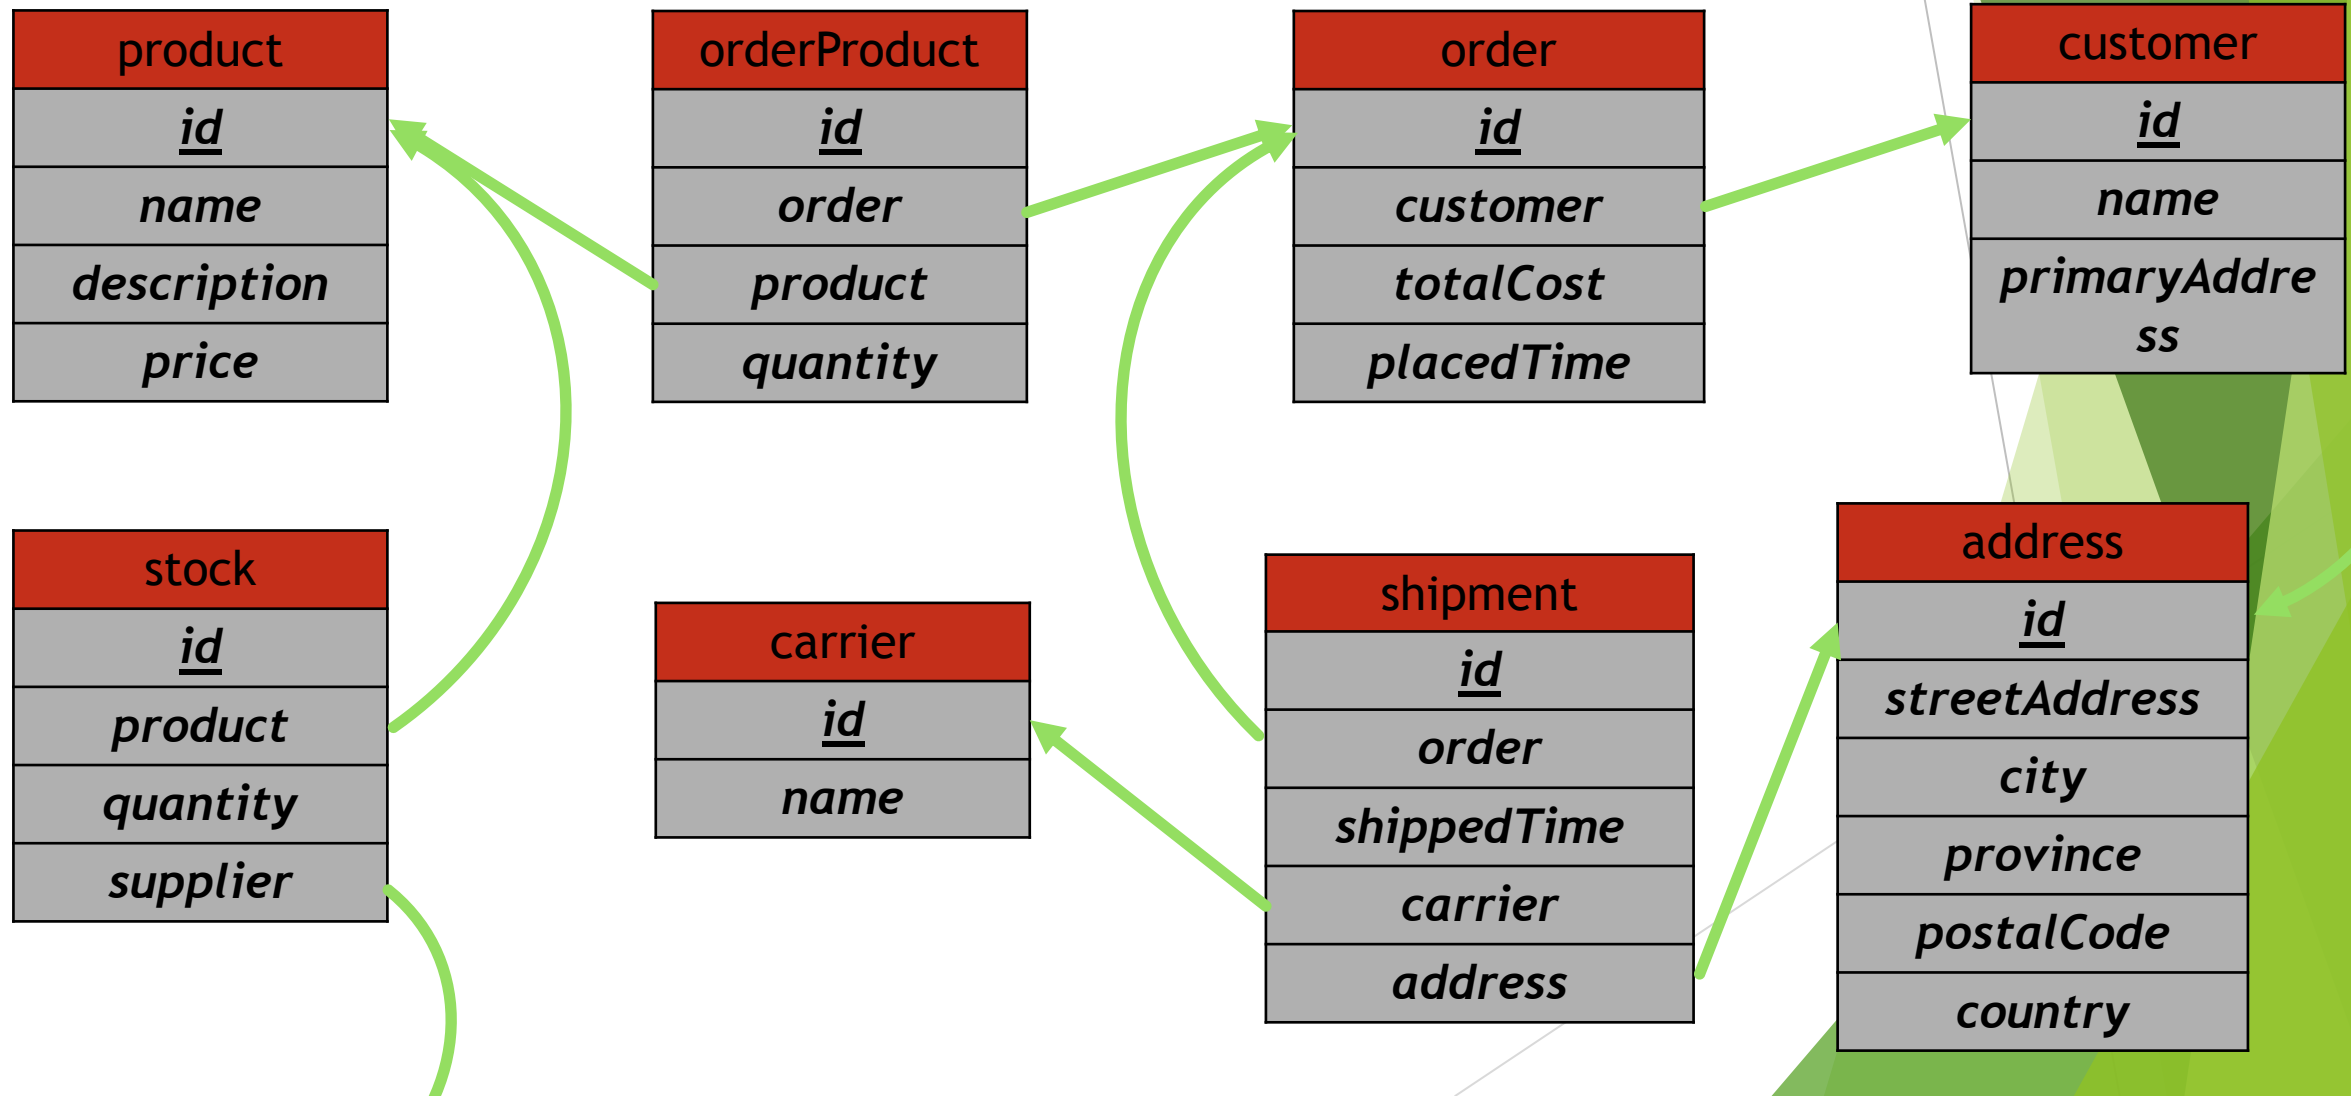 product
id
name
description
price
orderProduct
id
order
product
quantity
order
id
customer
totalCost
placedTime
customer
id
name
primaryAddre
ss
stock
id
product
quantity
supplier
carrier
id
name
shipment
id
order
shippedTime
carrier
address
address
id
streetAddress
city
province
postalCode
country